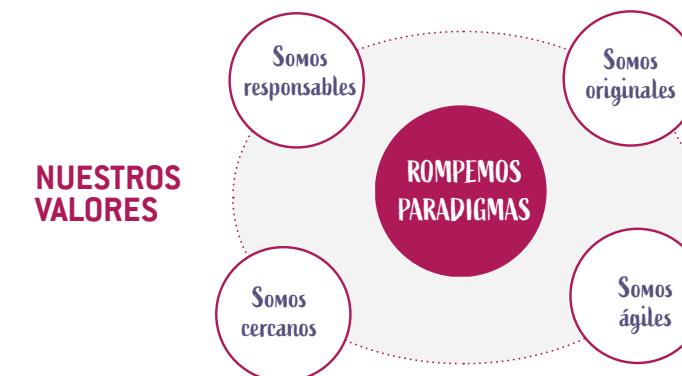 NUESTROS
VALORES
Somos
responsables
Somos
originales
ROMPEMOS
PARADIGMAS
Somos
cercanos
Somos
ágiles